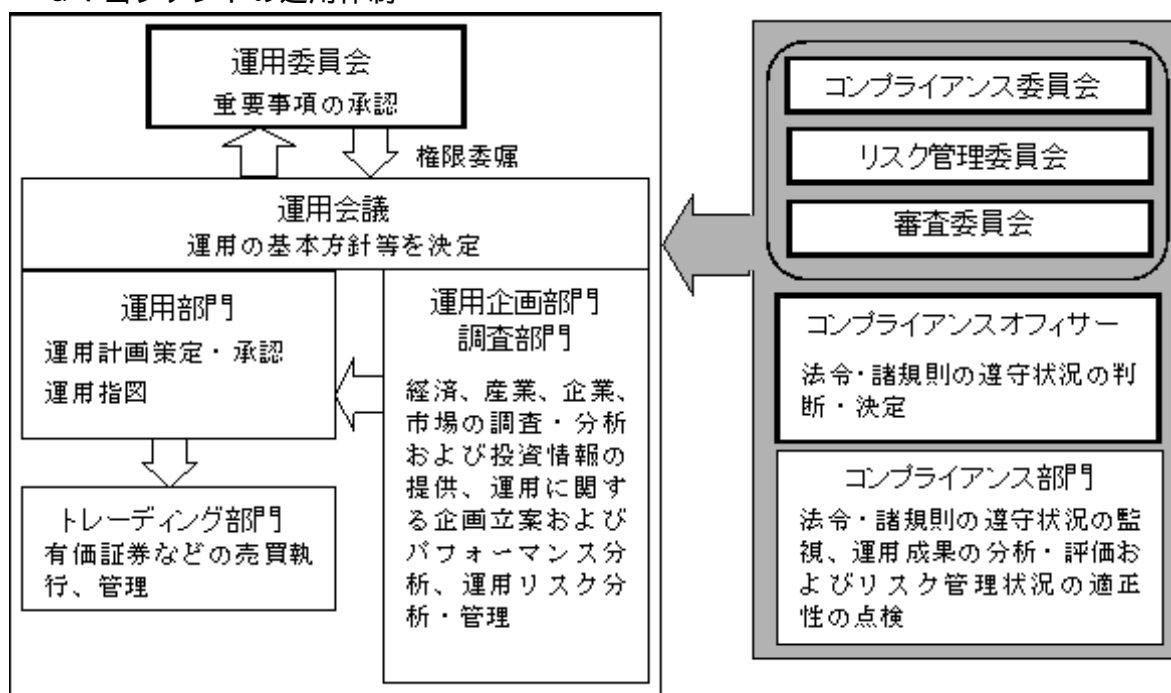 運用委員会
重要事項の承認
権限委嘱
運用会議
運用の基本方針等を決定
運用部門
運用計画策定・承認
運用指図
運用企画部門
調査部門
経済、産業、企業、
市場の調査・分析
および投資情報の
提供、運用に関す
る企画立案および
パフォーマンス分
析、運用リスク分
析・管理
トレーディング部門
有価証券などの売買執
行、管理
コンプライアンス委員会
リスク管理委員会
審査委員会
コンプライアンスオフィサー
法令・諸規則の遵守状況の判
断・決定
コンプライアンス部門
法令・諸規則の遵守状況の監
視、運用成果の分析・評価お
よびリスク管理状況の適正
性の点検